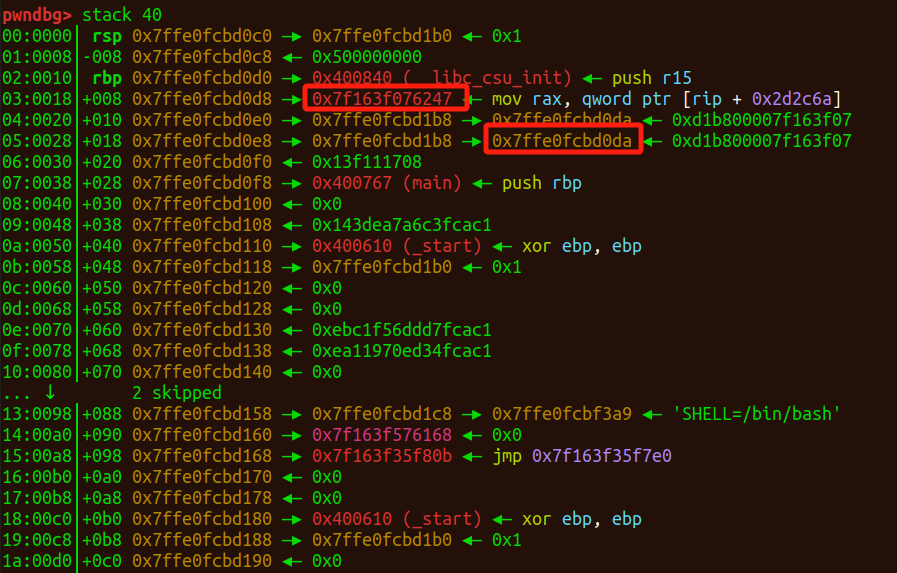 pwndbg> stack 40
00:0000│ rsp 0x7ffe0fcbd0c0 —▸ 0x7ffe0fcbd1b0 ◂— 0x1
01:0008│-008 0x7ffe0fcbd0c8 ◂— 0x500000000
02:0010│ rbp 0x7ffe0fcbd0d0 —▸ 0x400840 (__libc_csu_init) ◂— push r15
03:0018│+008 0x7ffe0fcbd0d8 —▸ 0x7f163f076247 ◂— mov rax, qword ptr [rip + 0x2d2c6a]
04:0020│+010 0x7ffe0fcbd0e0 —▸ 0x7ffe0fcbd1b8 —▸ 0x7ffe0fcbd0da ◂— 0xd1b800007f163f07
05:0028│+018 0x7ffe0fcbd0e8 —▸ 0x7ffe0fcbd1b8 —▸ 0x7ffe0fcbd0da ◂— 0xd1b800007f163f07
06:0030│+020 0x7ffe0fcbd0f0 ◂— 0x13f111708
07:0038│+028 0x7ffe0fcbd0f8 —▸ 0x400767 (main) ◂— push rbp
08:0040│+030 0x7ffe0fcbd100 ◂— 0x0
09:0048│+038 0x7ffe0fcbd108 ◂— 0x143dea7a6c3fcac1
0a:0050│+040 0x7ffe0fcbd110 —▸ 0x400610 (_start) ◂— xor ebp, ebp
0b:0058│+048 0x7ffe0fcbd118 —▸ 0x7ffe0fcbd1b0 ◂— 0x1
0c:0060│+050 0x7ffe0fcbd120 ◂— 0x0
0d:0068│+058 0x7ffe0fcbd128 ◂— 0x0
0e:0070│+060 0x7ffe0fcbd130 ◂— 0xebc1f56ddd7fcac1
0f:0078│+068 0x7ffe0fcbd138 ◂— 0xea11970ed34fcac1
10:0080│+070 0x7ffe0fcbd140 ◂— 0x0
... ↓ 2 skipped
13:0098│+088 0x7ffe0fcbd158 —▸ 0x7ffe0fcbd1c8 —▸ 0x7ffe0fcbf3a9 ◂— 'SHELL=/bin/bash'
14:00a0│+090 0x7ffe0fcbd160 —▸ 0x7f163f576168 ◂— 0x0
15:00a8│+098 0x7ffe0fcbd168 —▸ 0x7f163f35f80b ◂— jmp 0x7f163f35f7e0
16:00b0│+0a0 0x7ffe0fcbd170 ◂— 0x0
17:00b8│+0a8 0x7ffe0fcbd178 ◂— 0x0
18:00c0│+0b0 0x7ffe0fcbd180 —▸ 0x400610 (_start) ◂— xor ebp, ebp
19:00c8│+0b8 0x7ffe0fcbd188 —▸ 0x7ffe0fcbd1b0 ◂— 0x1
1a:00d0│+0c0 0x7ffe0fcbd190 ◂— 0x0